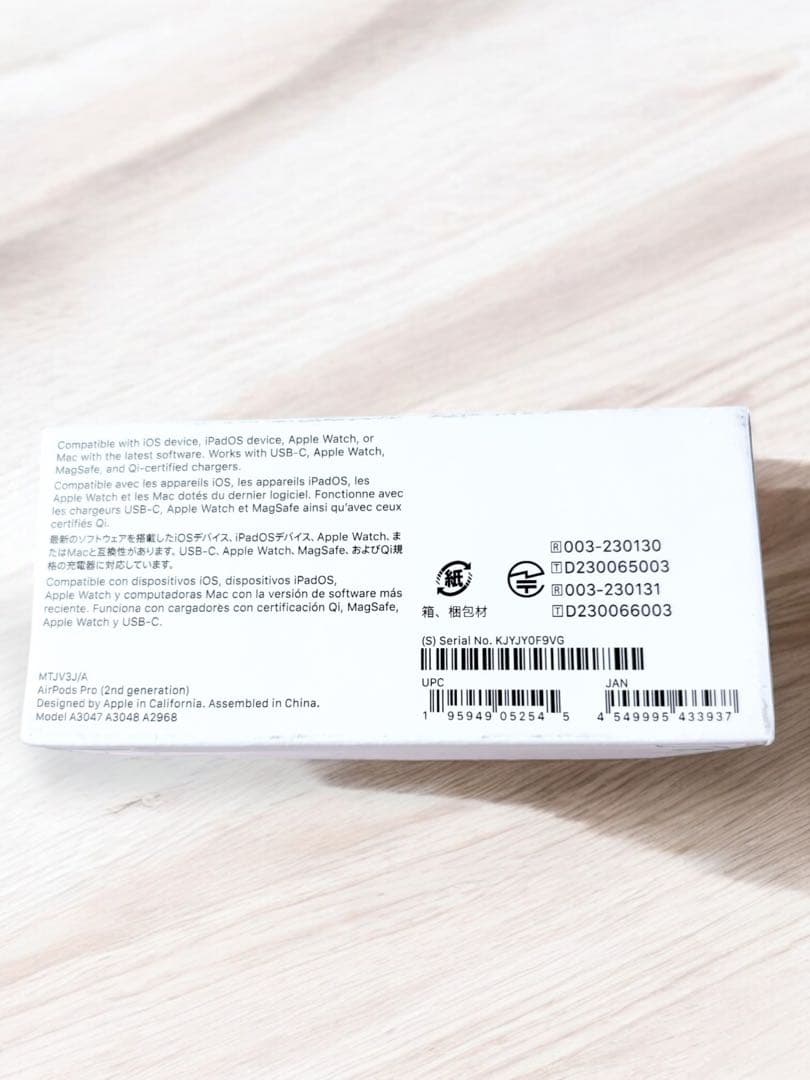 Compatible with iOS device, iPadOS device, Apple Watch, or
Mac with the latest software. Works with USB-C, Apple Watch,
MagSafe, and Qi-certified chargers.
Compatible avec les appareils iOS, les appareils iPadOS, les
Apple Watch et les Mac dotés du dernier logiciel. Fonctionne avec
les chargeurs USB-C, Apple Watch et MagSafe ainsi qu'avec ceux
certifiés Qi.
最新のソフトウェアを搭載したiOSデバイス、iPadOSデバイス、Apple Watch、ま
たはMacと互換性があります。USB-C、Apple Watch、MagSafe、およびQi規
格の充電器に対応しています。
Compatible con dispositivos iOS, dispositivos iPadOS,
Apple Watch y computadoras Mac con la versión de software más
reciente. Funciona con cargadores con certificación Qi, MagSafe,
Apple Watch y USB-C.
MTJV3J/A
AirPods Pro (2nd generation)
Designed by Apple in California. Assembled in China.
Model A3047 A3048 A2968
紙
箱、梱包材
R 003-230130
T D230065003
R 003-230131
T D230066003
(S) Serial No. KJYJY0F9VG
UPC
1 95949 05254 5
JAN
4 549995 433937